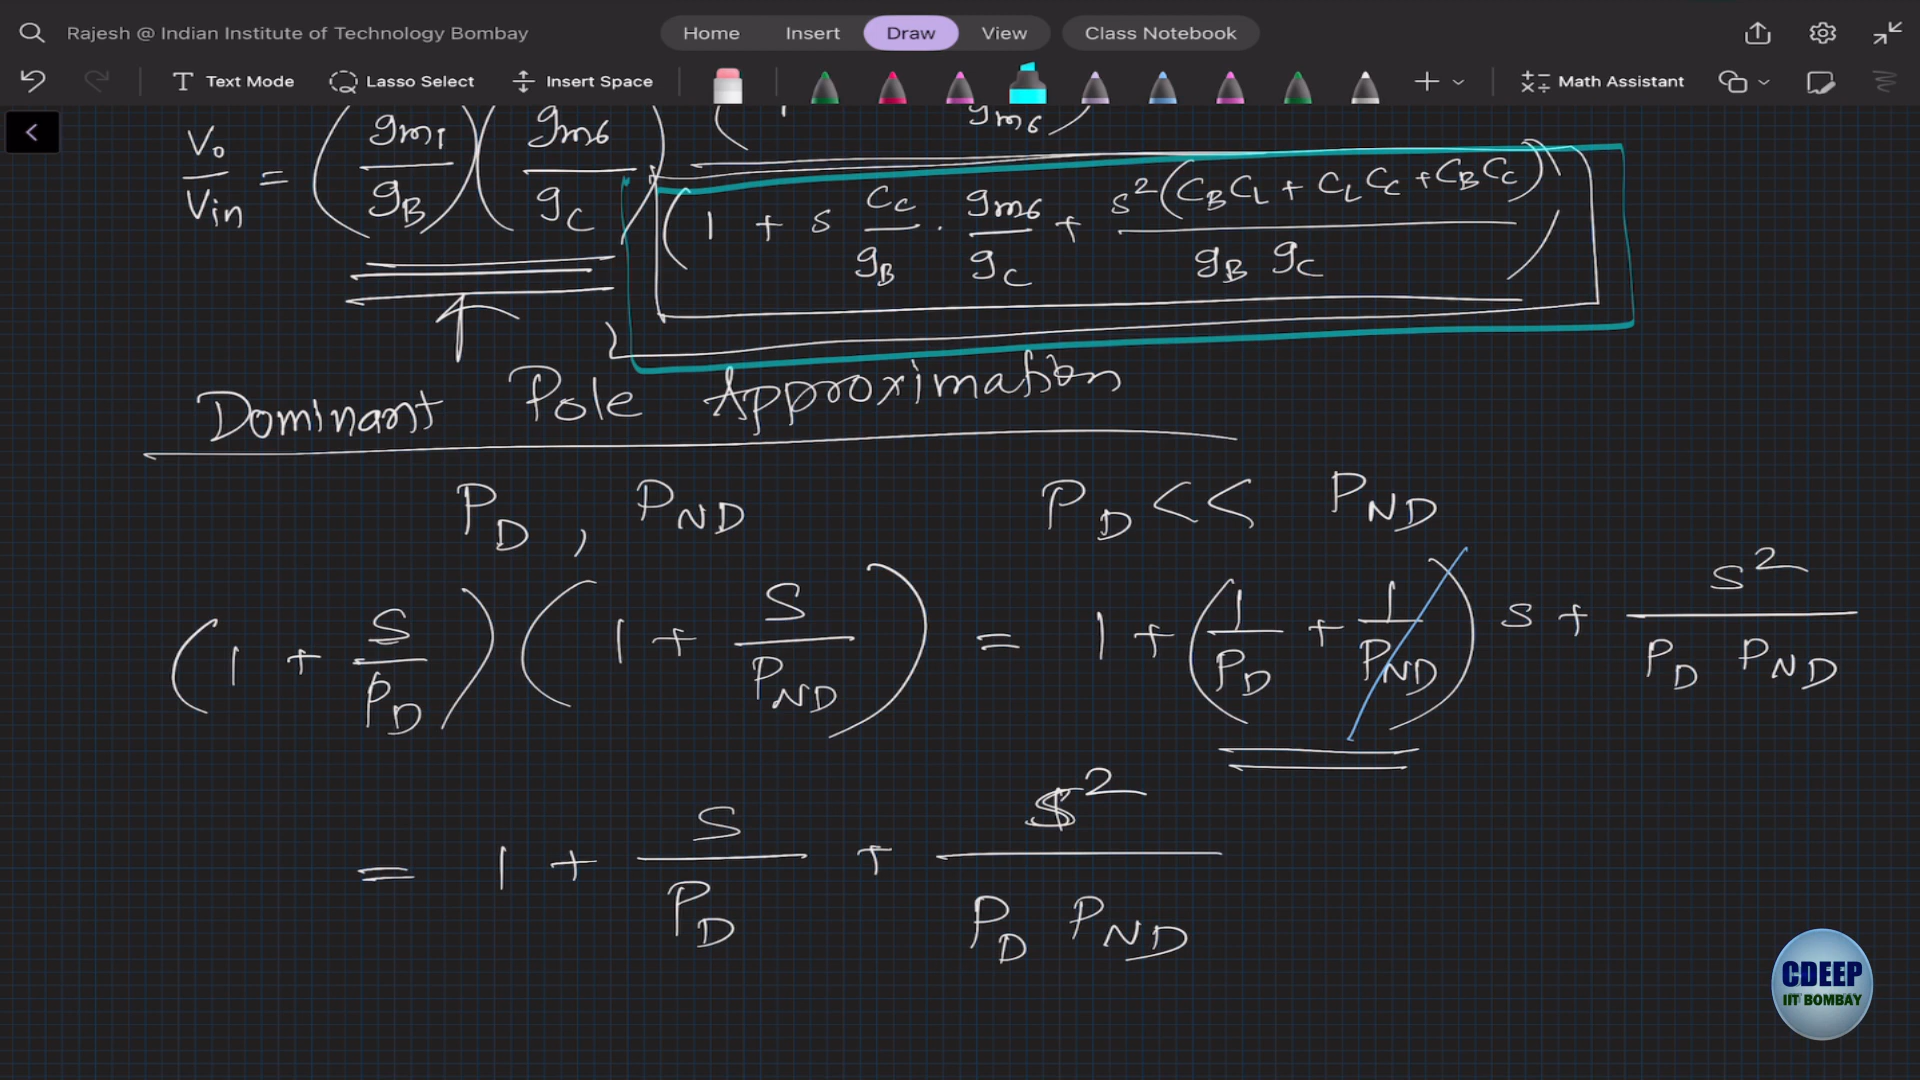 Rajesh @ Indian Institute of Technology Bombay Home Insert Draw View Class Notebook
Text Mode Lasso Select Insert Space Math Assistant
Vo/Vin = (gm1/gB)(gm6/gC)
gm6)
(1 + s Cc/gB . gm6/gC + s²(CBCL + CLCC + CBCC)/gB gC)
Dominant Pole Approximation
PD , PND PD << PND
(1 + s/PD)(1 + s/PND) = 1 + (1/PD + 1/PND) s + s²/PD PND
= 1 + s/PD + s²/PD PND
CDEEP
IIT BOMBAY